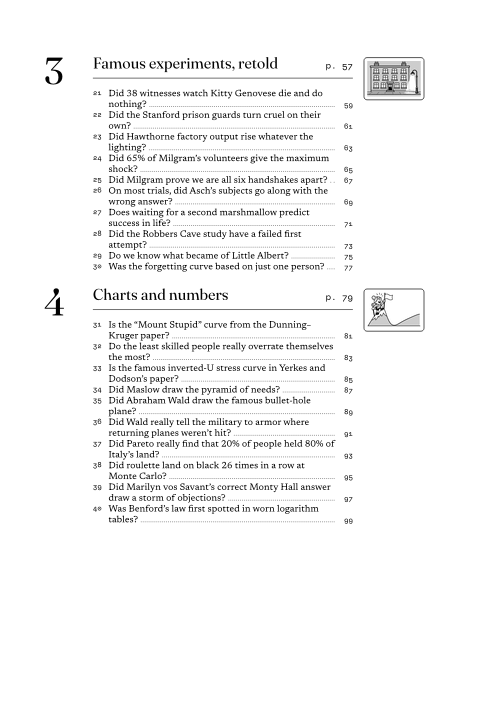 3
Famous experiments, retold p. 57
21 Did 38 witnesses watch Kitty Genovese die and do
nothing? 59
22 Did the Stanford prison guards turn cruel on their
own? 61
23 Did Hawthorne factory output rise whatever the
lighting? 63
24 Did 65% of Milgram's volunteers give the maximum
shock? 65
25 Did Milgram prove we are all six handshakes apart? 67
26 On most trials, did Asch's subjects go along with the
wrong answer? 69
27 Does waiting for a second marshmallow predict
success in life? 71
28 Did the Robbers Cave study have a failed first
attempt? 73
29 Do we know what became of Little Albert? 75
30 Was the forgetting curve based on just one person? 77
4
Charts and numbers p. 79
31 Is the “Mount Stupid” curve from the Dunning–
Kruger paper? 81
32 Do the least skilled people really overrate themselves
the most? 83
33 Is the famous inverted-U stress curve in Yerkes and
Dodson's paper? 85
34 Did Maslow draw the pyramid of needs? 87
35 Did Abraham Wald draw the famous bullet-hole
plane? 89
36 Did Wald really tell the military to armor where
returning planes weren't hit? 91
37 Did Pareto really find that 20% of people held 80% of
Italy's land? 93
38 Did roulette land on black 26 times in a row at
Monte Carlo? 95
39 Did Marilyn vos Savant's correct Monty Hall answer
draw a storm of objections? 97
40 Was Benford's law first spotted in worn logarithm
tables? 99